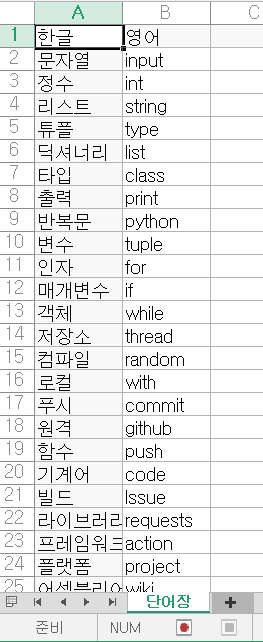 A B C
1 한글 영어
2 문자열 input
3 정수 int
4 리스트 string
5 튜플 type
6 딕셔너리 list
7 타입 class
8 출력 print
9 반복문 python
10 변수 tuple
11 인자 for
12 매개변수 if
13 객체 while
14 저장소 thread
15 컴파일 random
16 로컬 with
17 푸시 commit
18 원격 github
19 함수 push
20 기계어 code
21 빌드 Issue
22 라이브러리 requests
23 프레임워크 action
24 플랫폼 project
25 어셈블리어 wiki
단어장
준비 NUM